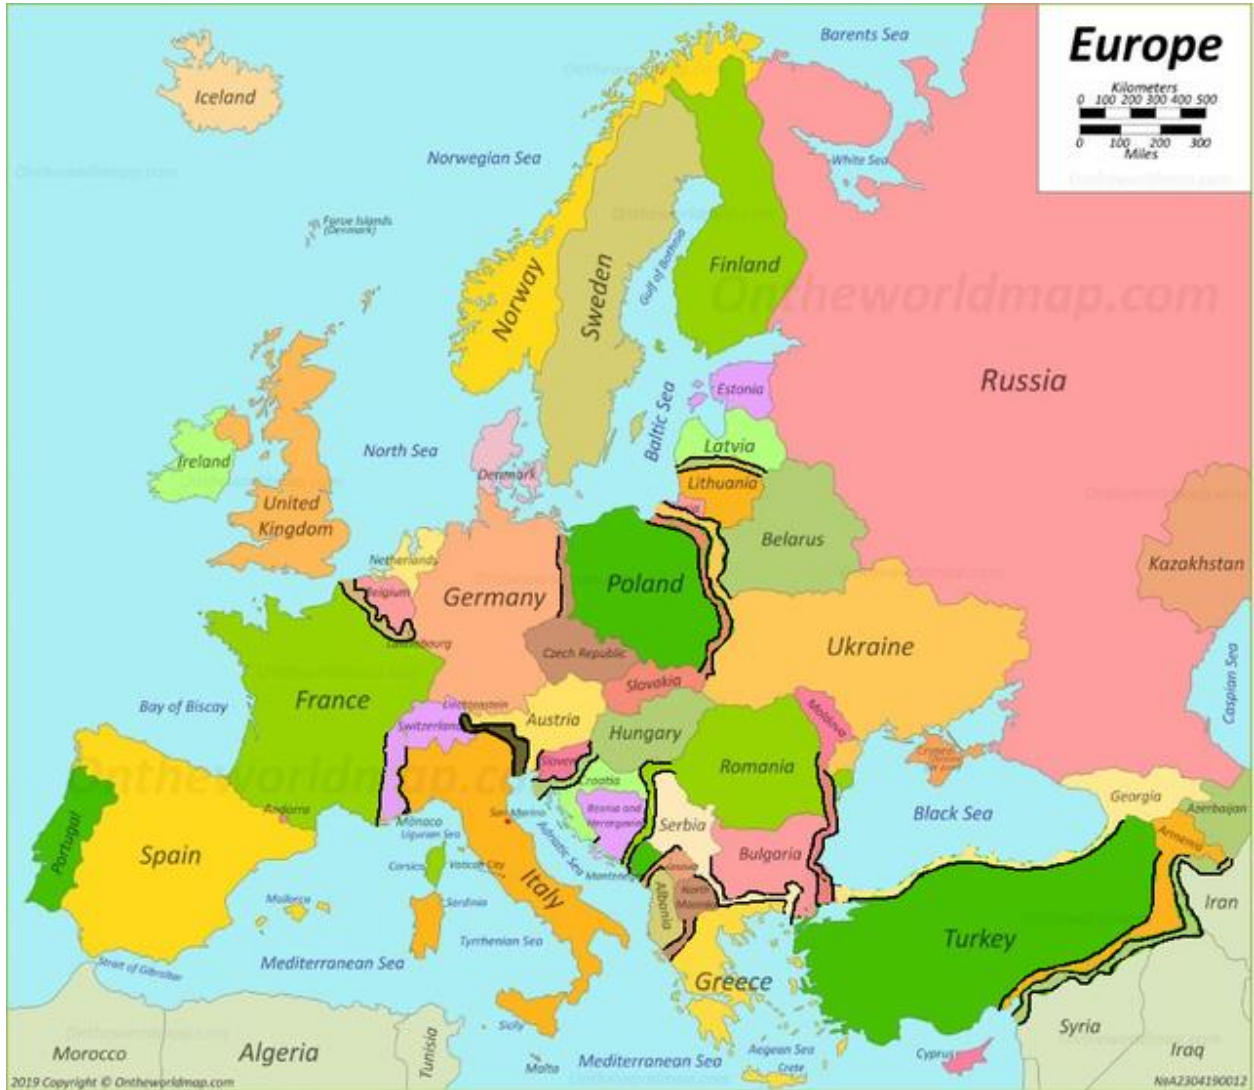 Europe
Kilometers
0 100 200 300 400 500
0 100 200 300
Miles
Barents Sea
Iceland
Norwegian Sea
White Sea
Ontheworldmap.com
Faroe Islands
(Denmark)
Gulf of Bothnia
Finland
Norway
Sweden
Ontheworldmap.com
Russia
Estonia
Baltic Sea
Latvia
North Sea
Ireland
Denmark
Lithuania
United
Kingdom
Belarus
Kazakhstan
Netherlands
Belgium
Germany
Poland
Luxembourg
Czech Republic
Ukraine
Caspian Sea
Slovakia
France
Bay of Biscay
Liechtenstein
Switzerland
Austria
Moldova
Hungary
Romania
Croatia
Ontheworldmap.com
Georgia
Azerbaijan
Andorra
San Marino
Bosnia and
Herzegovina
Black Sea
Monaco
Ligurian Sea
Serbia
Armenia
Portugal
Spain
Adriatic Sea
Bulgaria
Corsica
Vatican City
North
Albania
Mallorca
Italy
Sardinia
Iran
Tyrrhenian Sea
Turkey
Strait of Gibraltar
Mediterranean Sea
Greece
Sicily
Syria
Morocco
Algeria
Tunisia
Malta
Mediterranean Sea
Aegean Sea
Crete
Cyprus
Iraq
2019 Copyright © Ontheworldmap.com